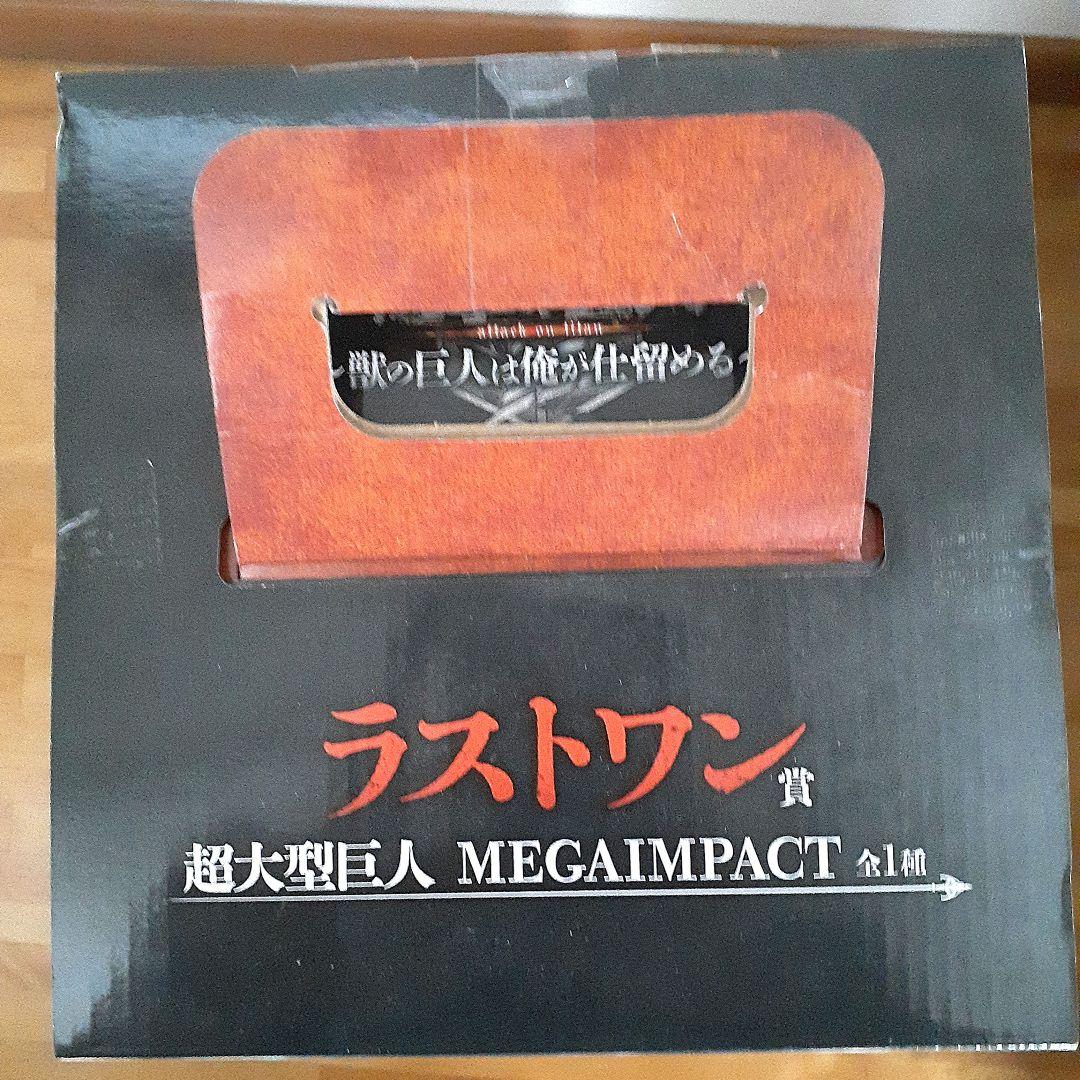 attack on titan
~獣の巨人は俺が仕留める~
ラストワン賞
超大型巨人 MEGAIMPACT 全1種